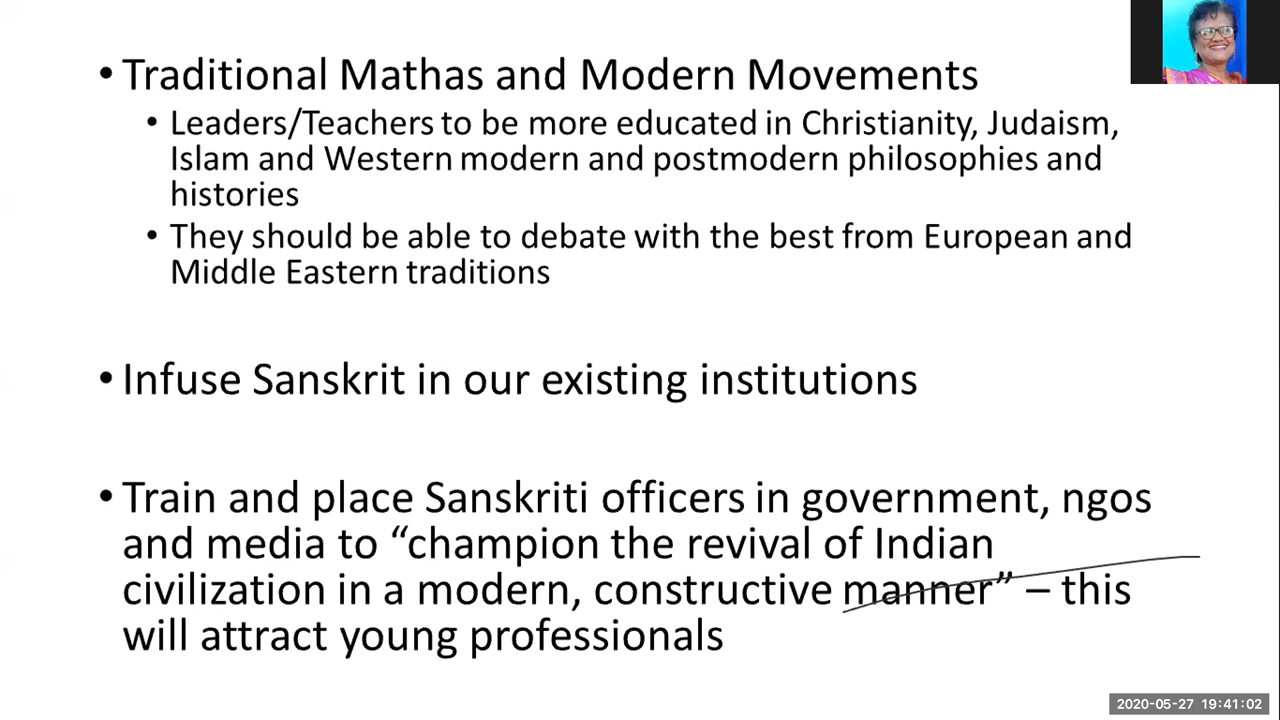 • Traditional Mathas and Modern Movements
• Leaders/Teachers to be more educated in Christianity, Judaism,
Islam and Western modern and postmodern philosophies and
histories
• They should be able to debate with the best from European and
Middle Eastern traditions
• Infuse Sanskrit in our existing institutions
• Train and place Sanskriti officers in government, ngos
and media to “champion the revival of Indian
civilization in a modern, constructive manner” – this
will attract young professionals
2020-05-27 19:41:02